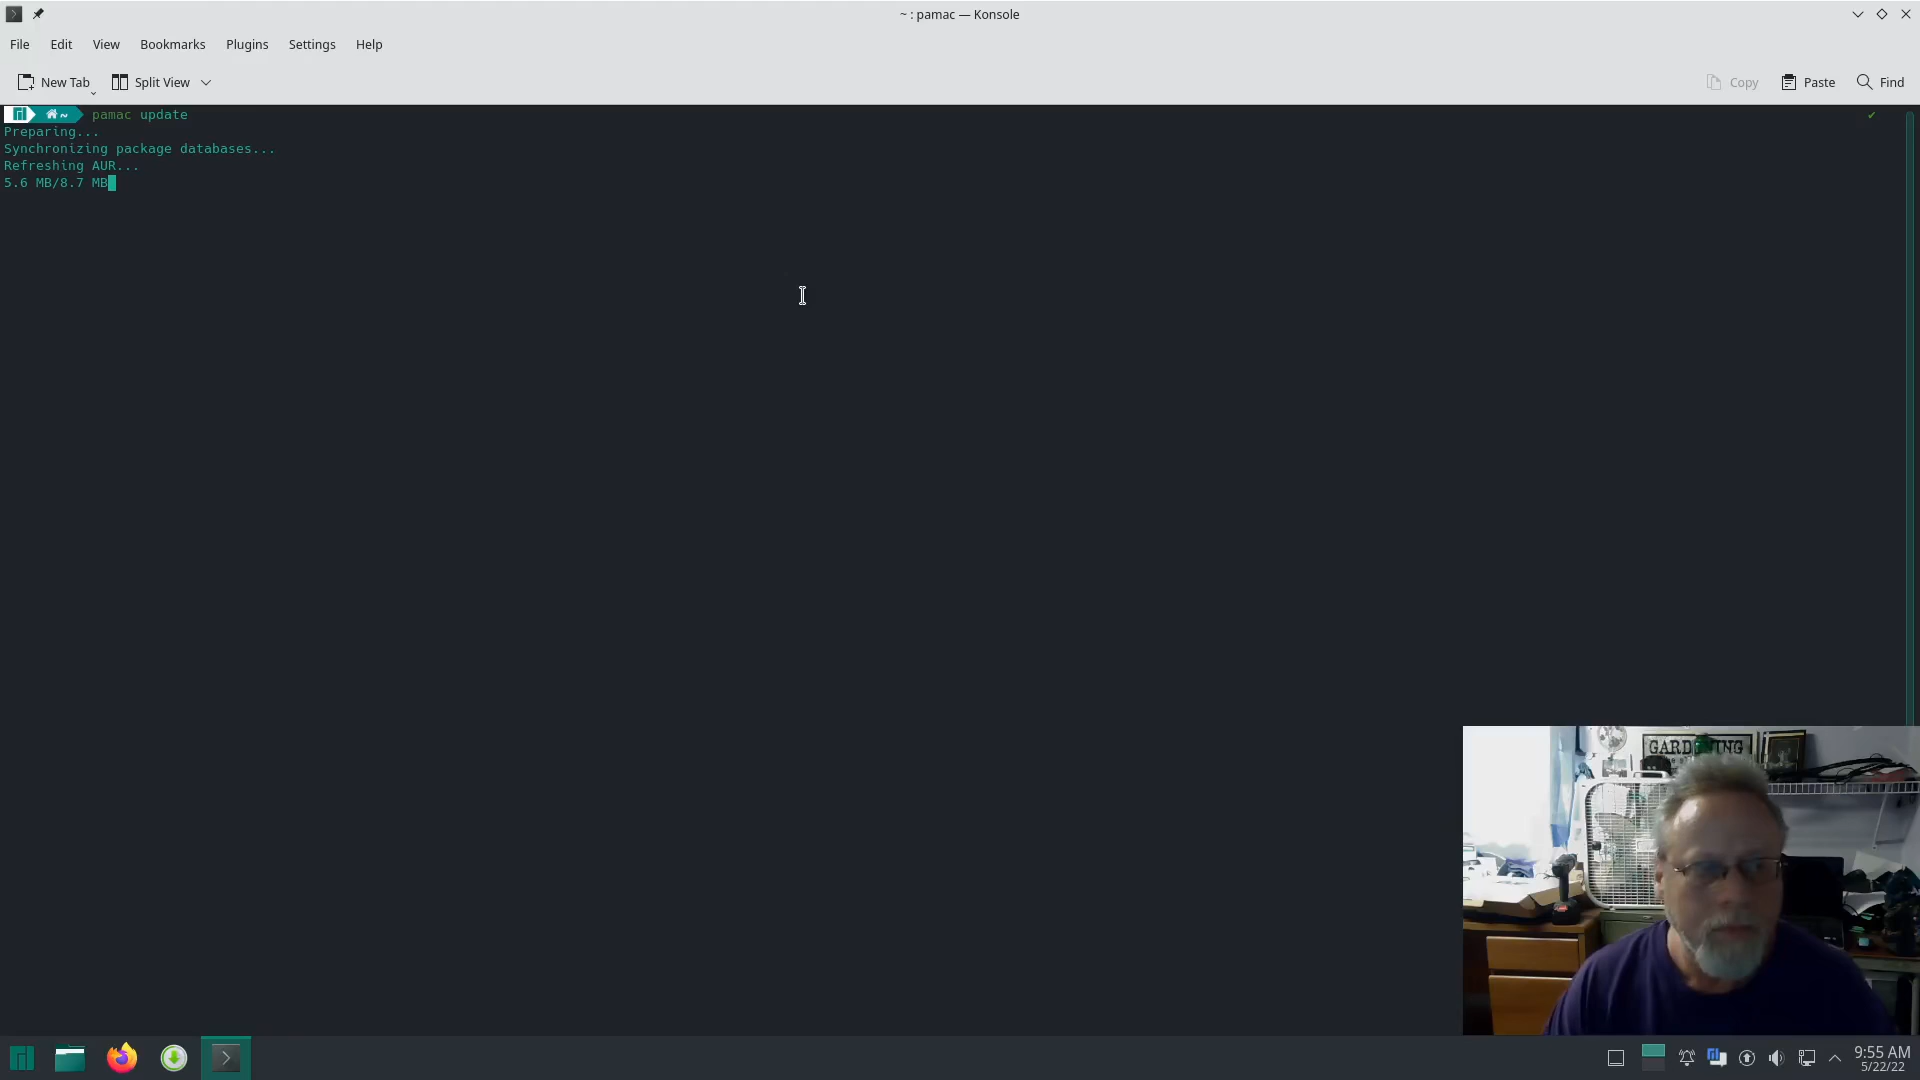 ~ : pamac — Konsole
File Edit View Bookmarks Plugins Settings Help
New Tab Split View Copy Paste Find
~ pamac update
Preparing...
Synchronizing package databases...
Refreshing AUR...
5.6 MB/8.7 MB
GARDENING
9:55 AM
5/22/22